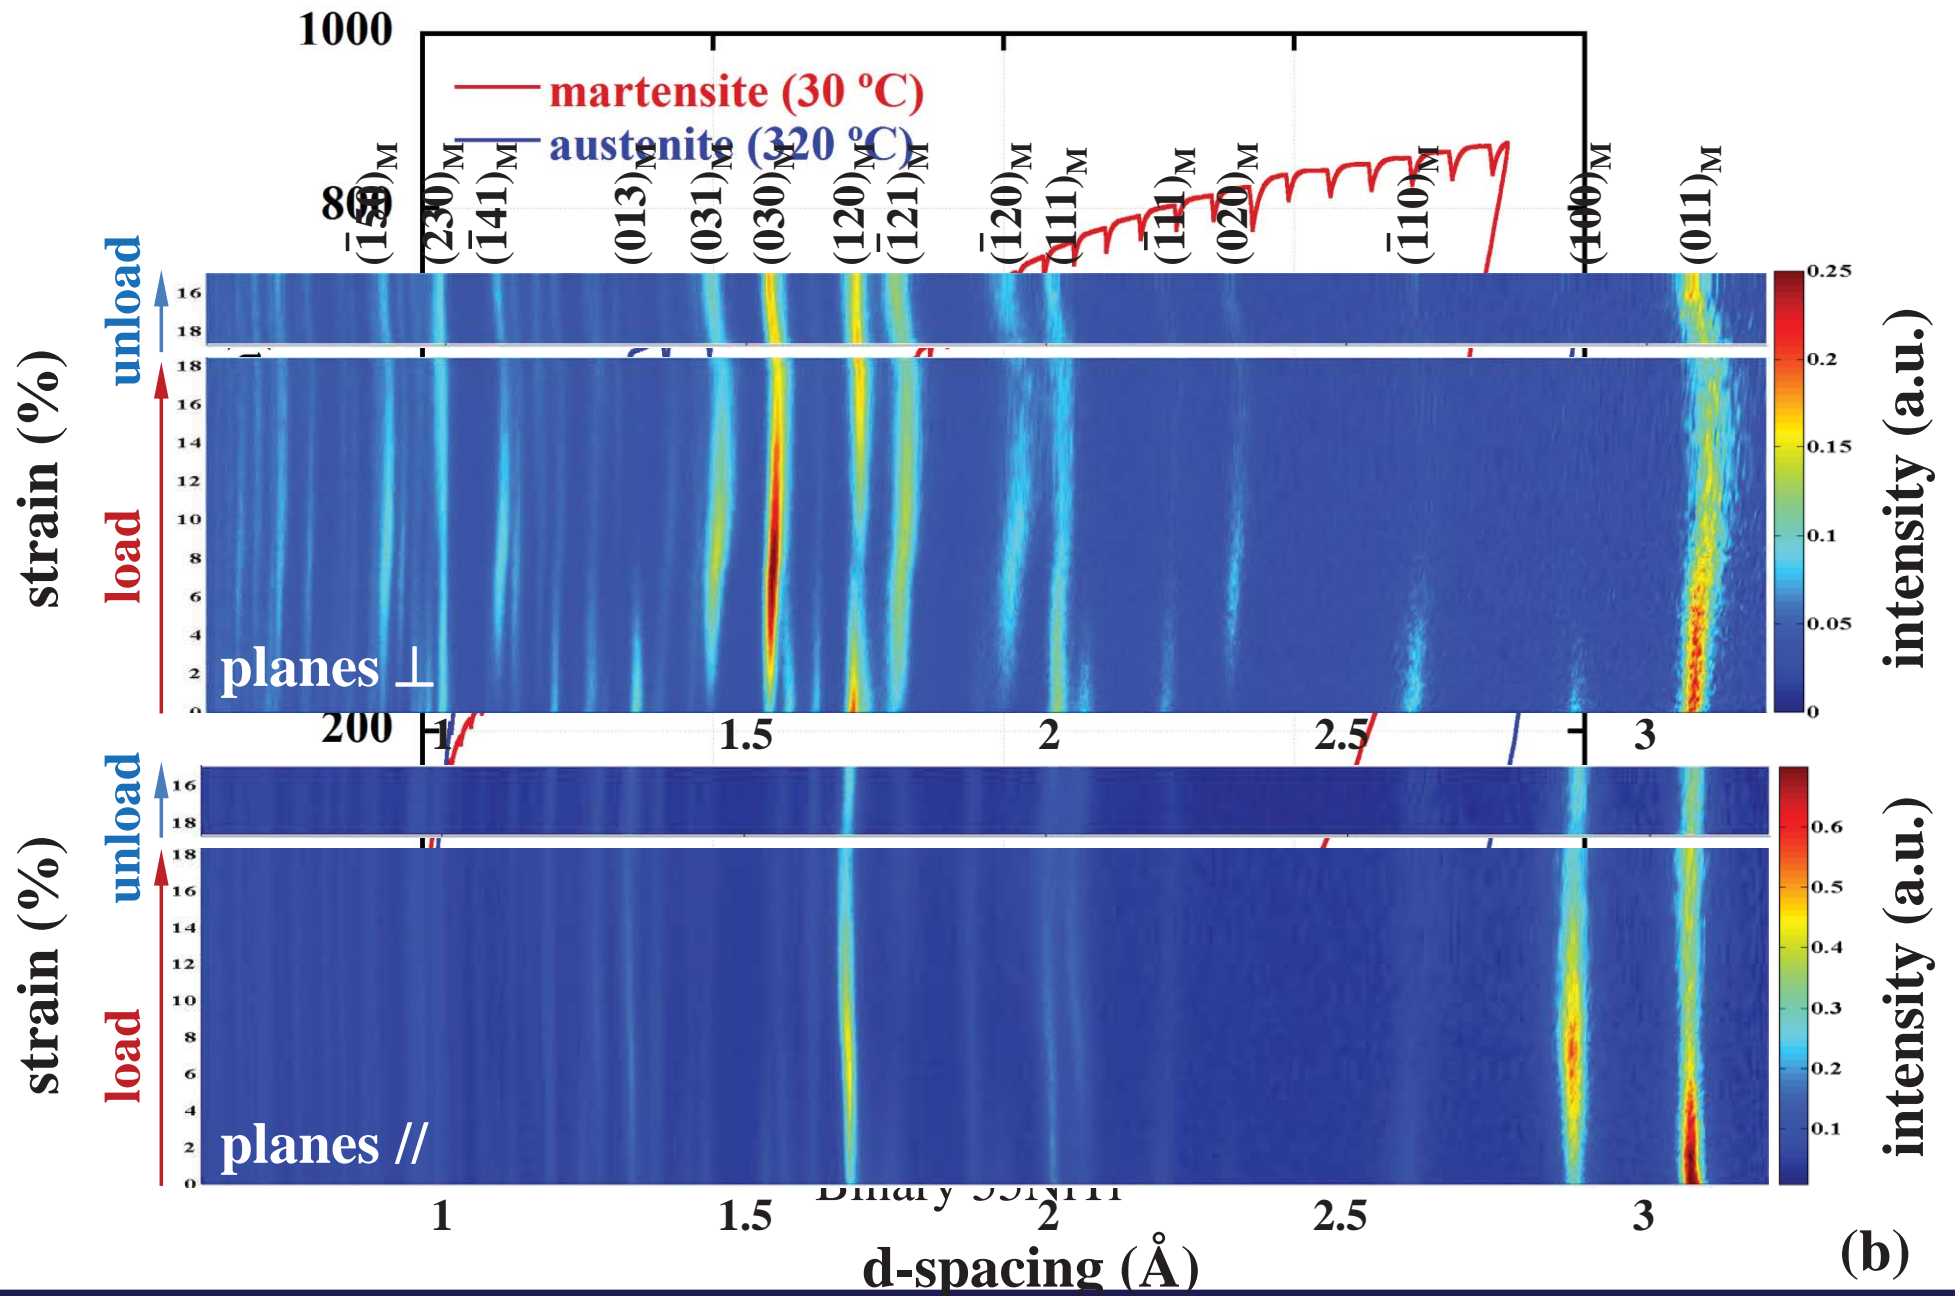 1000
martensite (30 ºC)
austenite (320 ºC)
800
(1̅50)M
(230)M
(1̅41)M
(013)M
(031)M
(030)M
(120)M
(1̅21)M
(1̅20)M
(111)M
(1̅11)M
(020)M
(1̅10)M
(100)M
(011)M
unload
16
18
strain (%)
load
18
16
14
12
10
8
6
4
2
0
planes ⊥
0.25
0.2
0.15
0.1
0.05
0
intensity (a.u.)
200
1 1.5 2 2.5 3
unload
16
18
strain (%)
load
18
16
14
12
10
8
6
4
2
0
planes //
0.6
0.5
0.4
0.3
0.2
0.1
intensity (a.u.)
Binary 55NiTi
1 1.5 2 2.5 3
d-spacing (Å)
(b)